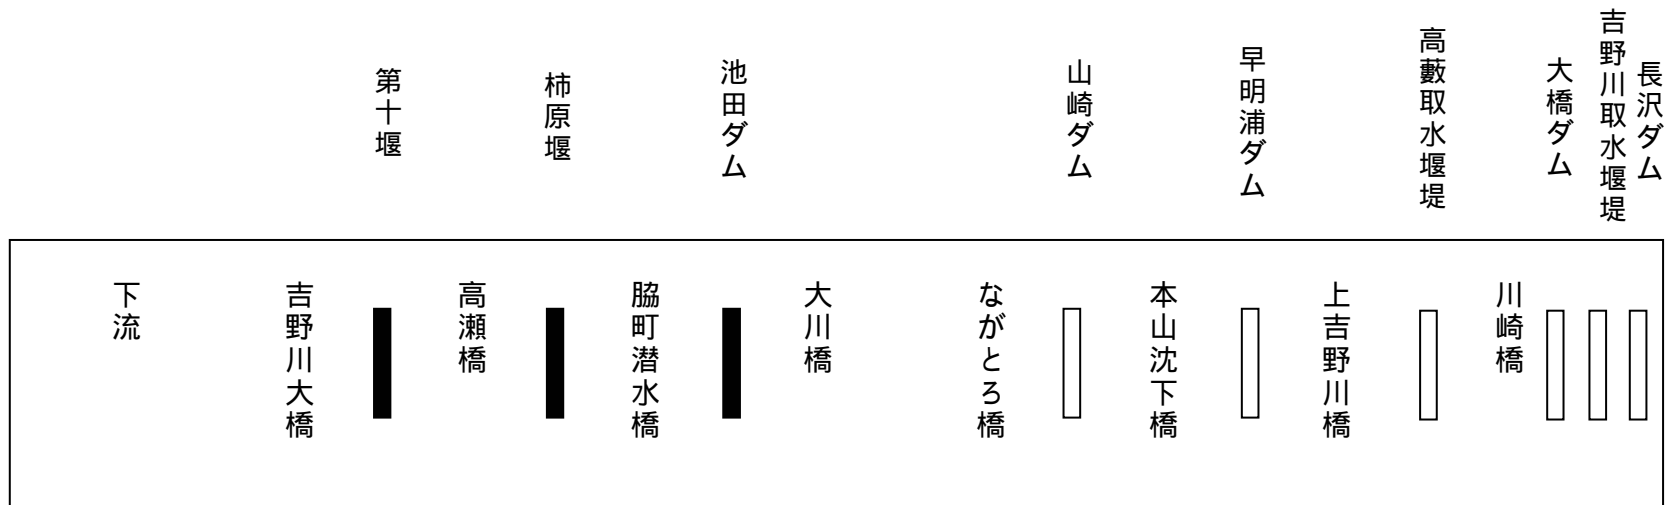 第十堰
柿原堰
池田ダム
山崎ダム
早明浦ダム
高藪取水堰堤
大橋ダム
吉野川取水堰堤
長沢ダム
下流
吉野川大橋
高瀬橋
脇町潜水橋
大川橋
ながとろ橋
本山沈下橋
上吉野川橋
川崎橋